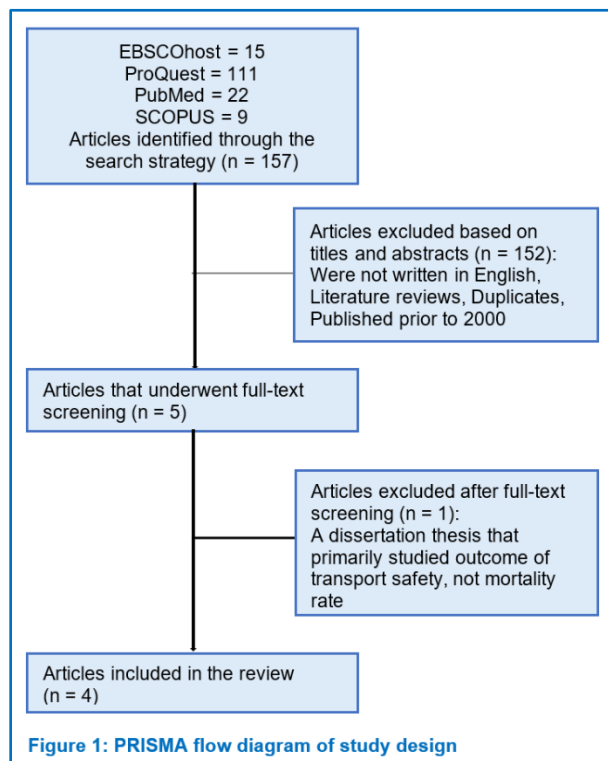 EBSCOhost = 15
ProQuest = 111
PubMed = 22
SCOPUS = 9
Articles identified through the
search strategy (n = 157)
Articles excluded based on
titles and abstracts (n = 152):
Were not written in English,
Literature reviews, Duplicates,
Published prior to 2000
Articles that underwent full-text
screening (n = 5)
Articles excluded after full-text
screening (n = 1):
A dissertation thesis that
primarily studied outcome of
transport safety, not mortality
rate
Articles included in the review
(n = 4)
Figure 1: PRISMA flow diagram of study design